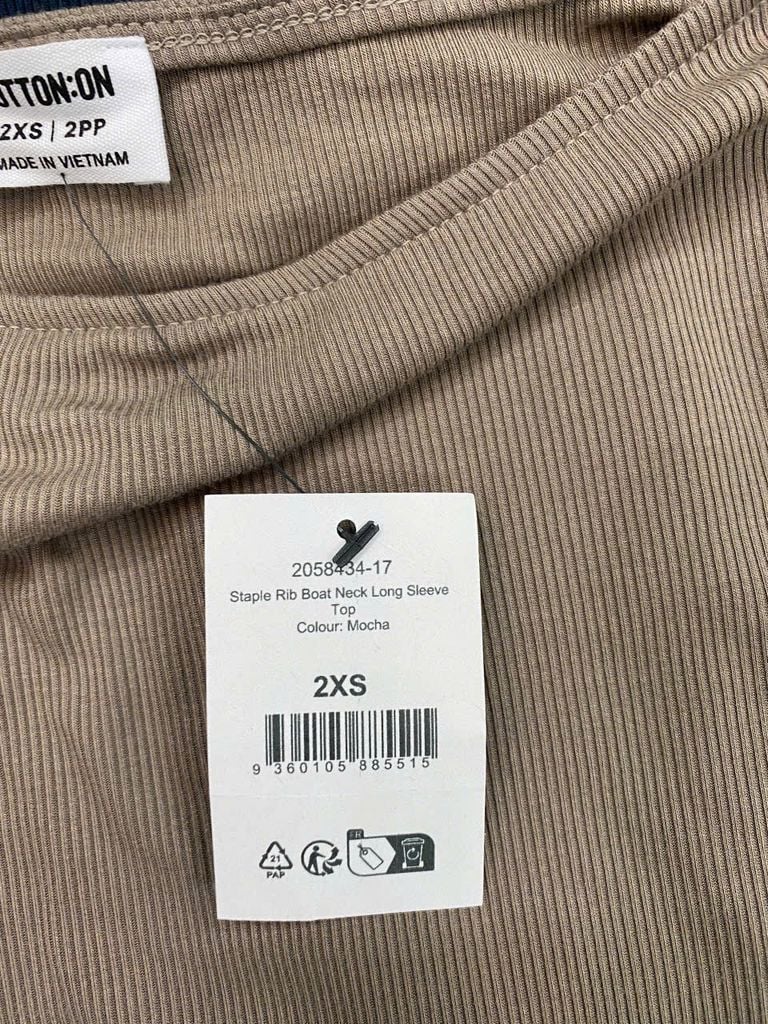 OTTON:ON
2XS | 2PP
MADE IN VIETNAM
2058434-17
Staple Rib Boat Neck Long Sleeve
Top
Colour: Mocha
2XS
9 360105 885515
21
PAP
FR